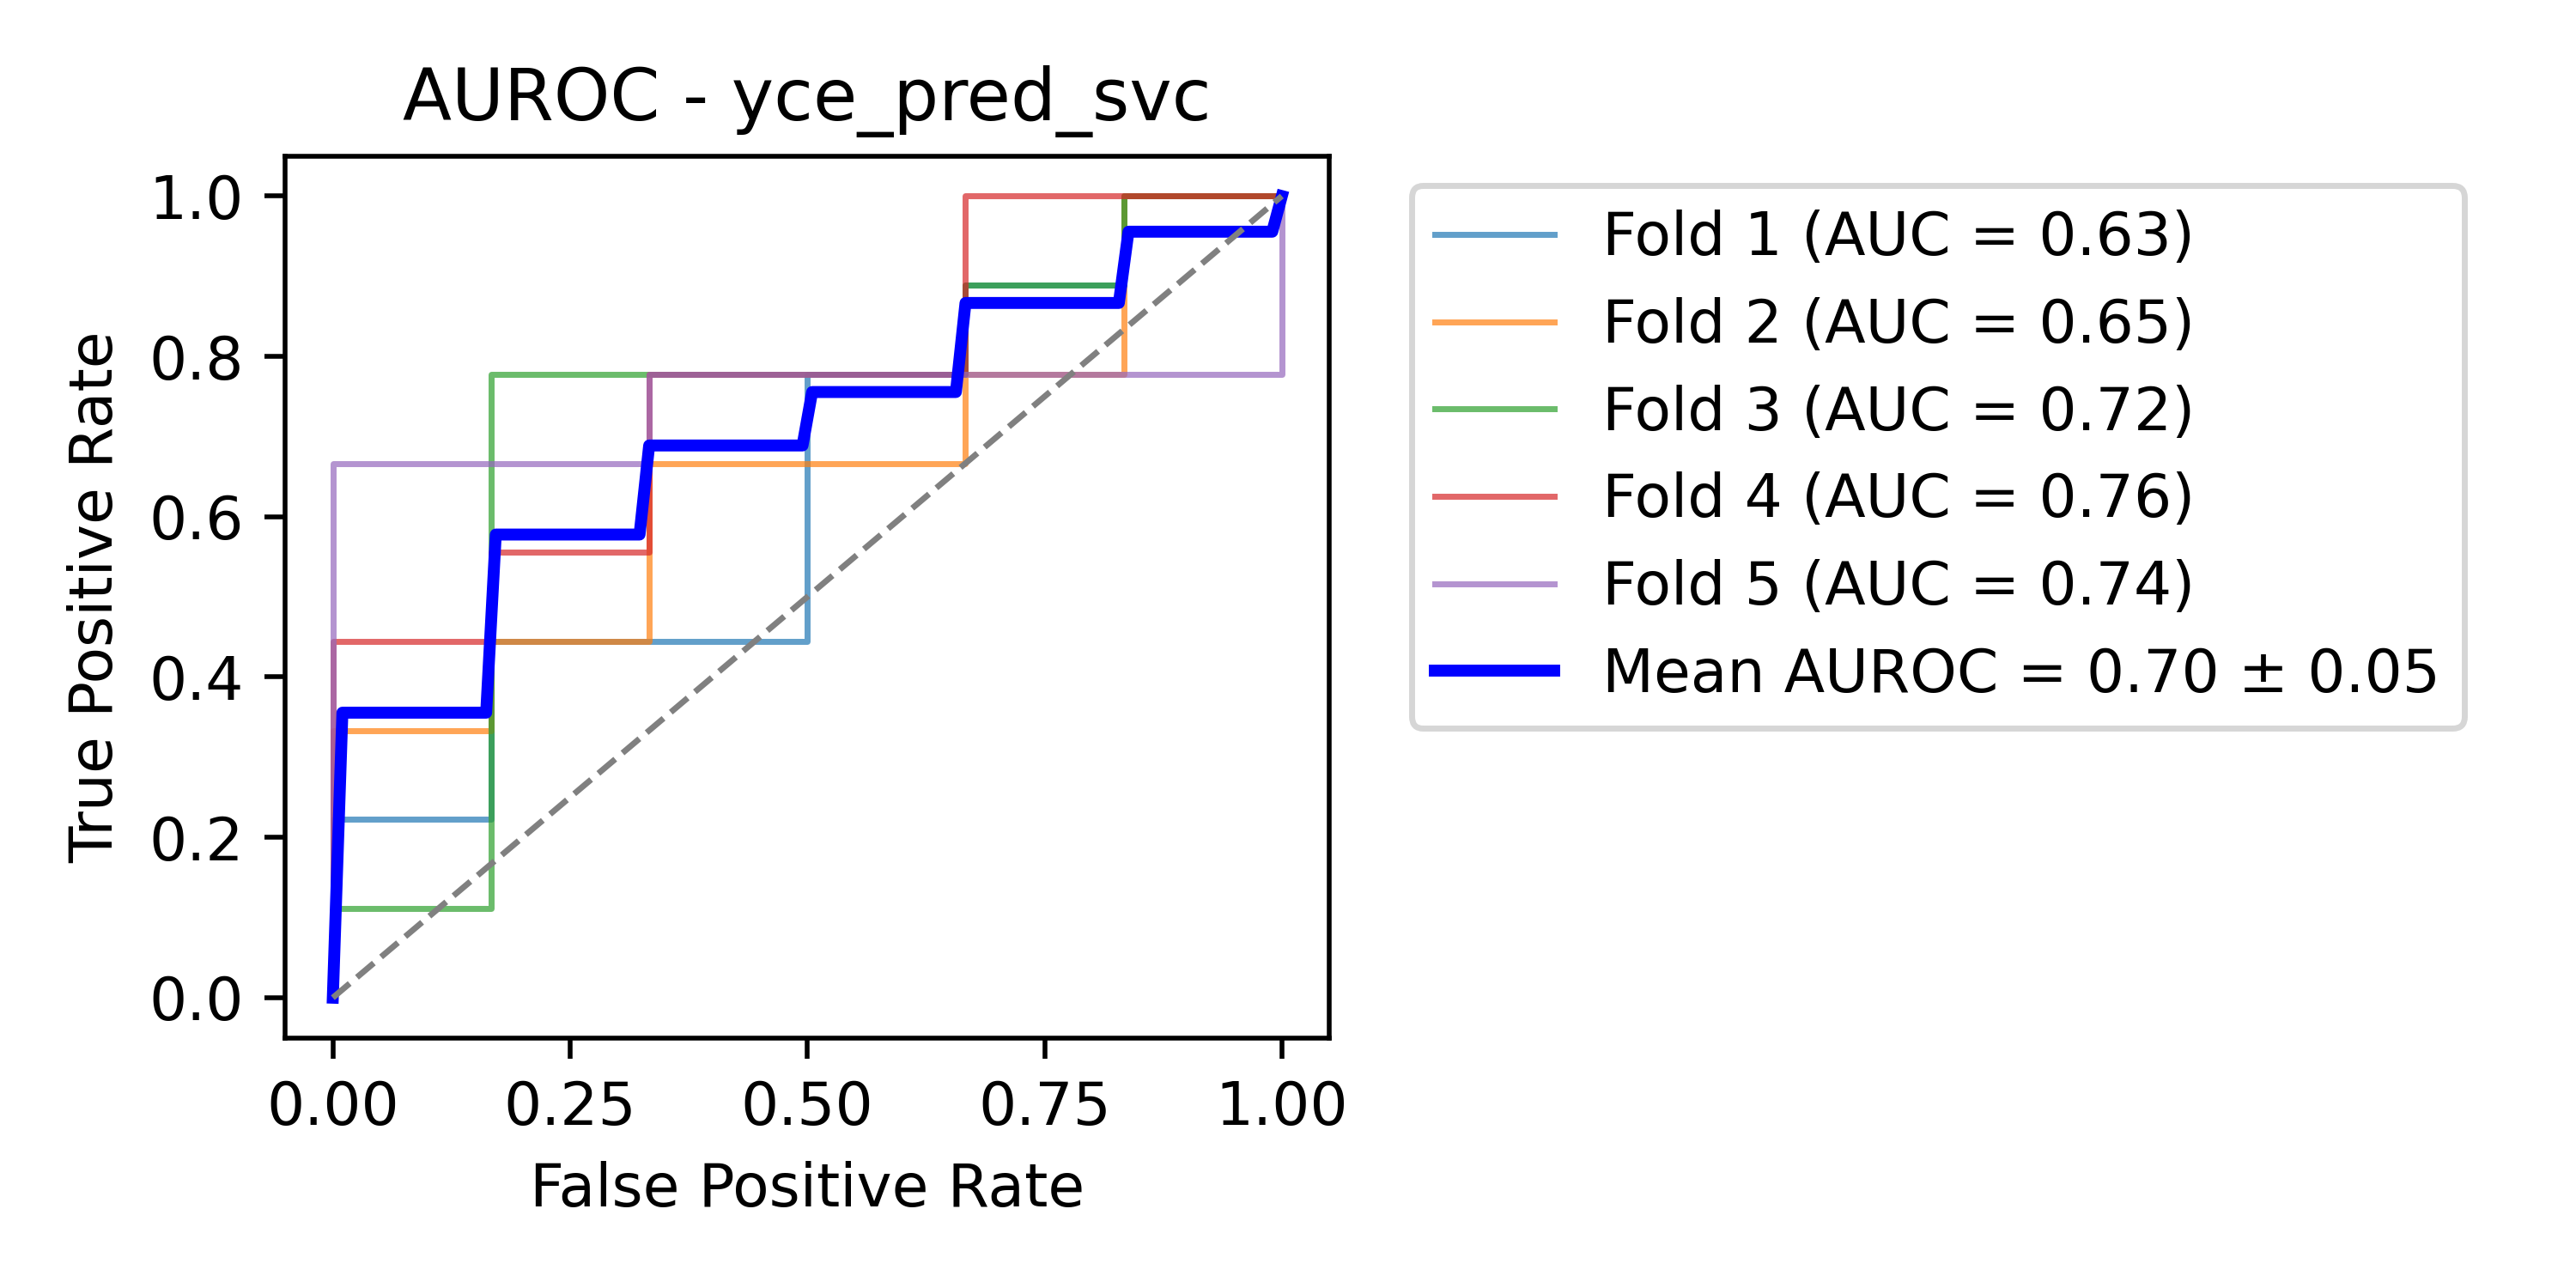 AUROC - yce_pred_svc
True Positive Rate
1.0
0.8
0.6
0.4
0.2
0.0
0.00 0.25 0.50 0.75 1.00
False Positive Rate
Fold 1 (AUC = 0.63)
Fold 2 (AUC = 0.65)
Fold 3 (AUC = 0.72)
Fold 4 (AUC = 0.76)
Fold 5 (AUC = 0.74)
Mean AUROC = 0.70 ± 0.05